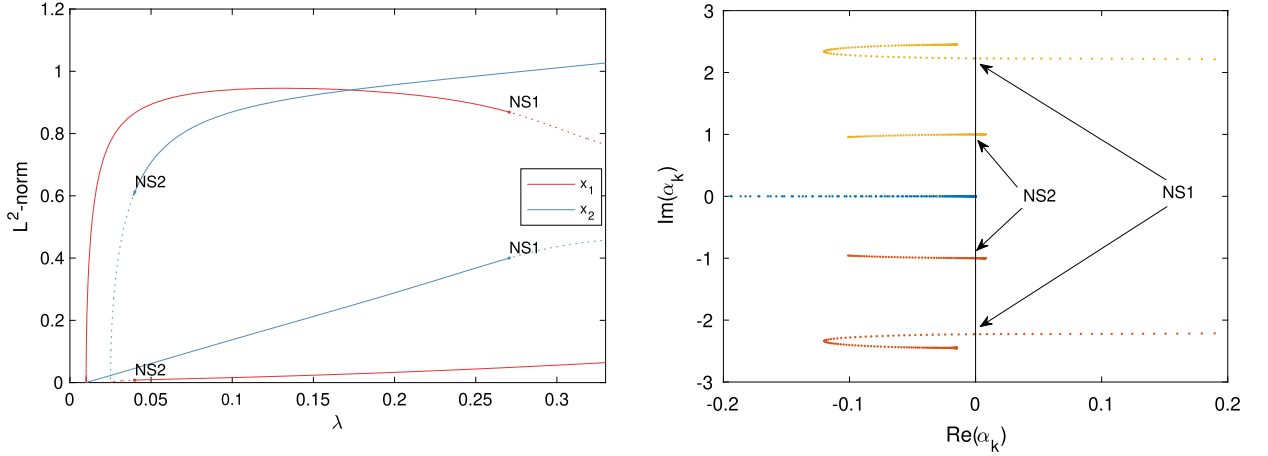 1.2
1
0.8
0.6
0.4
0.2
0
L²-norm
NS1
NS2
x₁
x₂
NS1
NS2
0 0.05 0.1 0.15 0.2 0.25 0.3
λ
3
2
1
0
-1
-2
-3
Im(αₖ)
NS2
NS1
-0.2 -0.1 0 0.1 0.2
Re(αₖ)